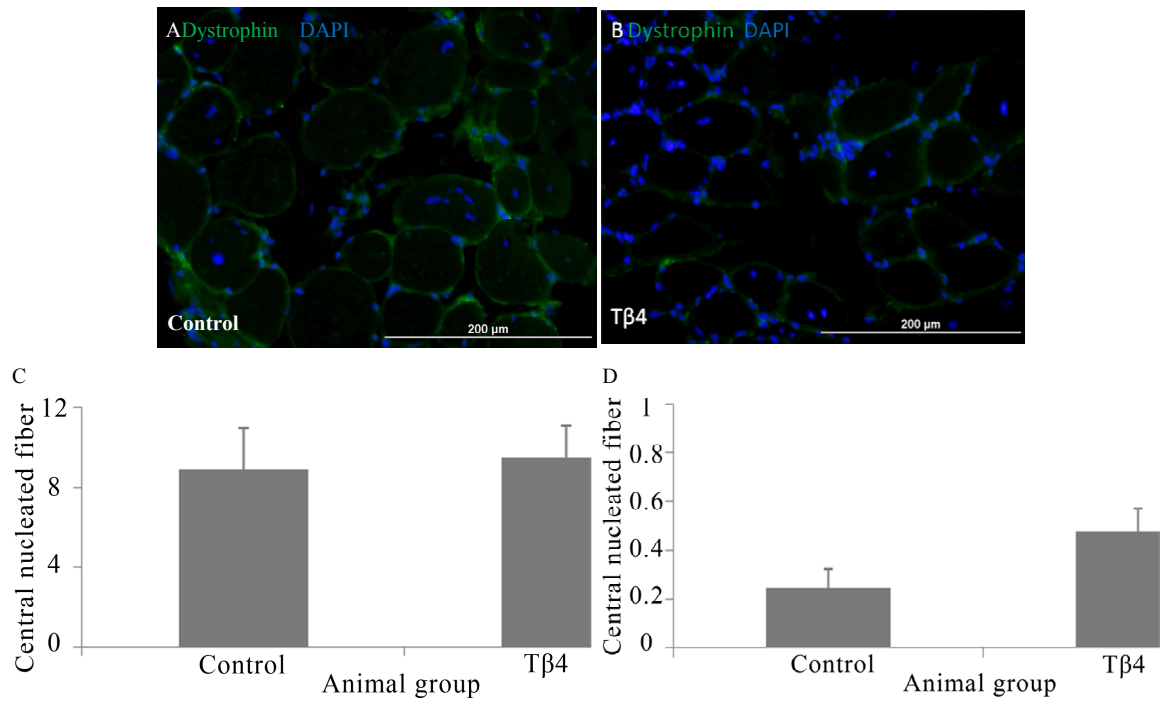 A Dystrophin DAPI
Control
200 µm
B Dystrophin DAPI
Tβ4
200 µm
C
Central nucleated fiber
12
8
4
0
Control Tβ4
Animal group
D
Central nucleated fiber
1
0.8
0.6
0.4
0.2
0
Control Tβ4
Animal group